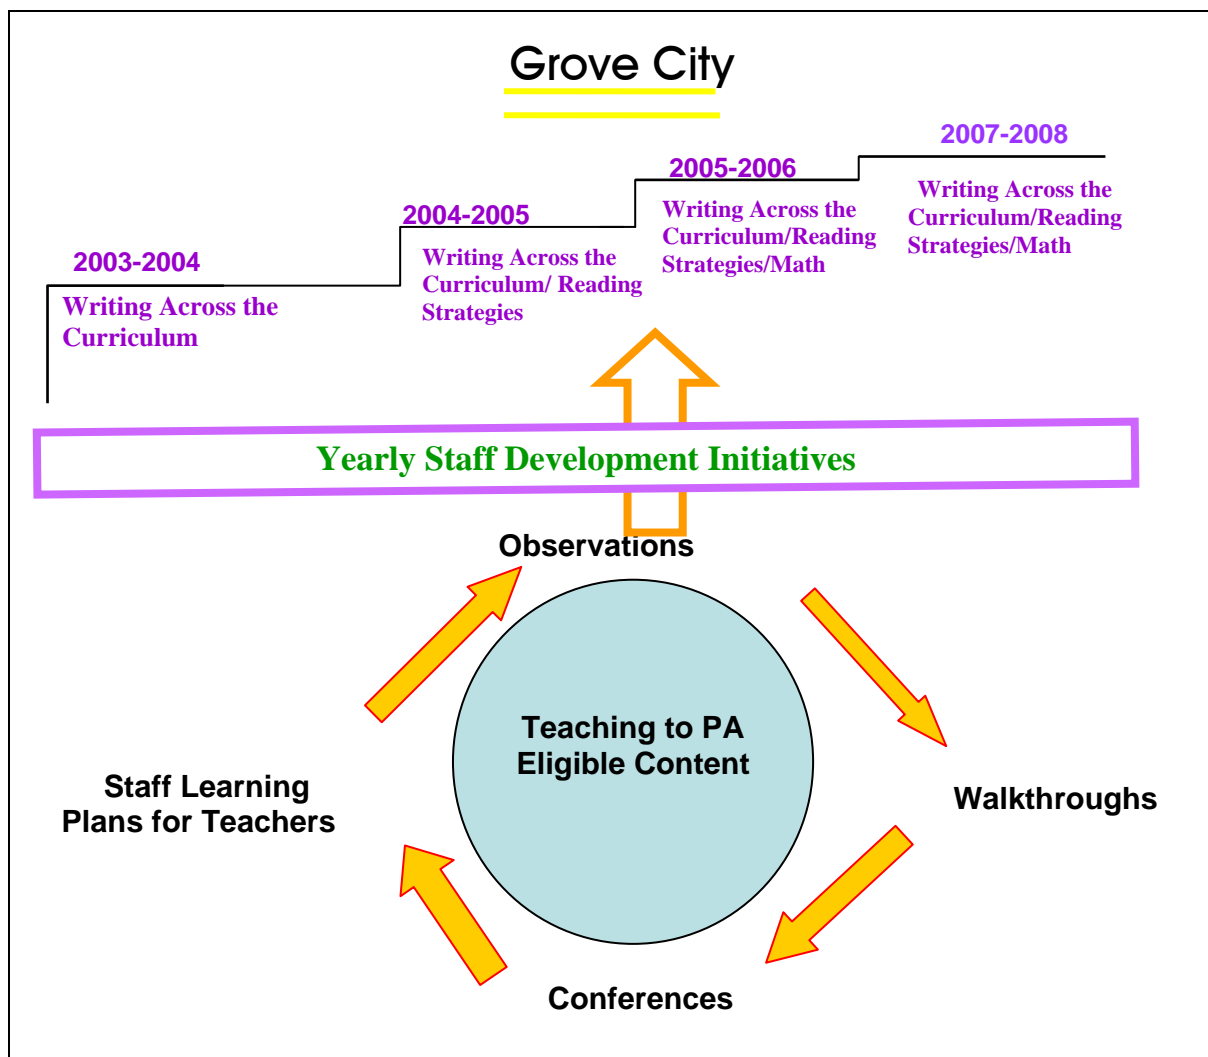 Grove City
2003-2004
Writing Across the
Curriculum
2004-2005
Writing Across the
Curriculum/ Reading
Strategies
2005-2006
Writing Across the
Curriculum/Reading
Strategies/Math
2007-2008
Writing Across the
Curriculum/Reading
Strategies/Math
Yearly Staff Development Initiatives
Observations
Teaching to PA
Eligible Content
Staff Learning
Plans for Teachers
Walkthroughs
Conferences